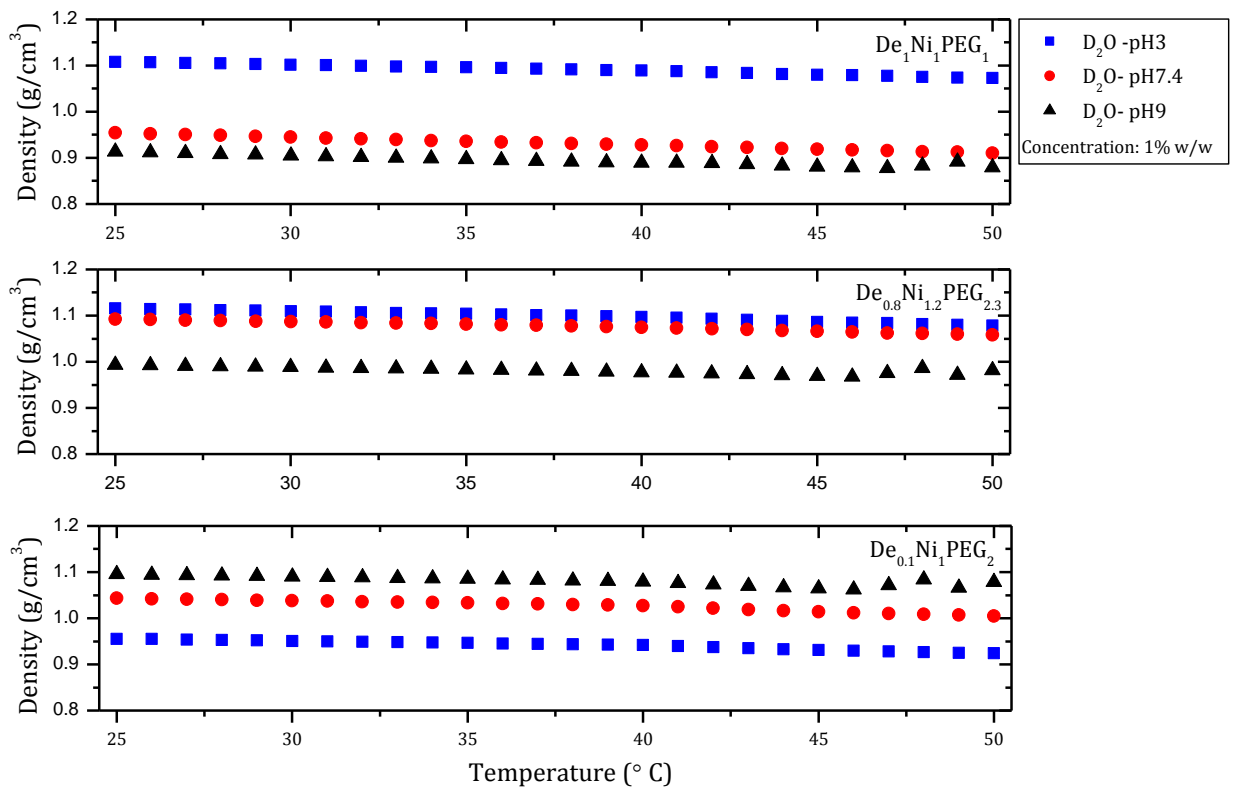 1.2
1.1
1.0
0.9
0.8
Density (g/cm³)
De₁Ni₁PEG₁
25 30 35 40 45 50
D₂O -pH3
D₂O- pH7.4
D₂O- pH9
Concentration: 1% w/w
1.2
1.1
1.0
0.9
0.8
Density (g/cm³)
De₀.₈Ni₁.₂PEG₂.₃
25 30 35 40 45 50
1.2
1.1
1.0
0.9
0.8
Density (g/cm³)
De₀.₁Ni₁PEG₂
25 30 35 40 45 50
Temperature (° C)